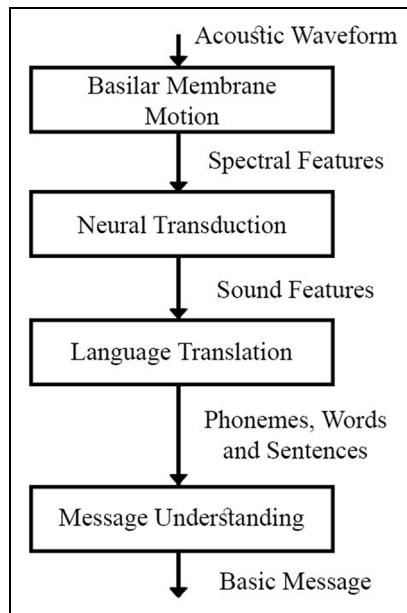 Acoustic Waveform
Basilar Membrane
Motion
Spectral Features
Neural Transduction
Sound Features
Language Translation
Phonemes, Words
and Sentences
Message Understanding
Basic Message